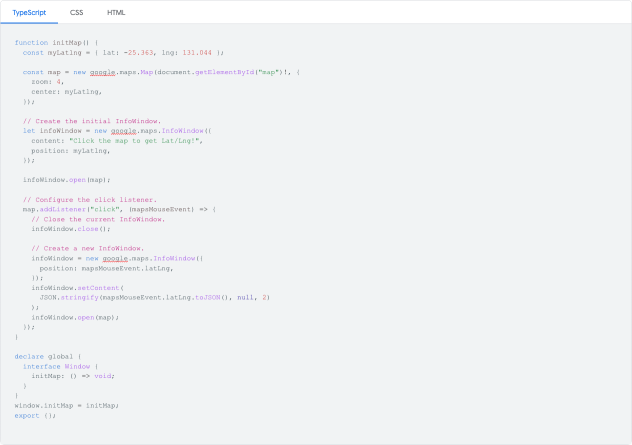 TypeScript
CSS
HTML
function initMap() {
  const myLatlng = { lat: -25.363, lng: 131.044 };

  const map = new google.maps.Map(document.getElementById("map")!, {
    zoom: 4,
    center: myLatlng,
  });

  // Create the initial InfoWindow.
  let infoWindow = new google.maps.InfoWindow({
    content: "Click the map to get Lat/Lng!",
    position: myLatlng,
  });

  infoWindow.open(map);

  // Configure the click listener.
  map.addListener("click", (mapsMouseEvent) => {
    // Close the current InfoWindow.
    infoWindow.close();

    // Create a new InfoWindow.
    infoWindow = new google.maps.InfoWindow({
      position: mapsMouseEvent.latLng,
    });
    infoWindow.setContent(
      JSON.stringify(mapsMouseEvent.latLng.toJSON(), null, 2)
    );
    infoWindow.open(map);
  });
}

declare global {
  interface Window {
    initMap: () => void;
  }
}
window.initMap = initMap;
export {};